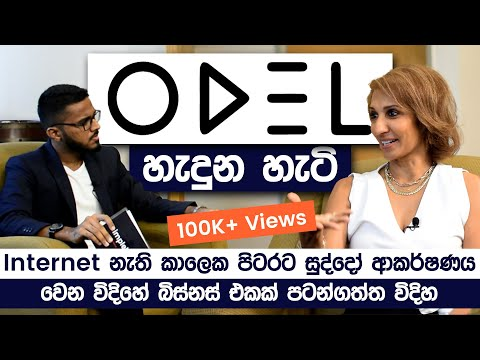 ODEL
හැදුන හැටි
100K+ Views
Internet නැති කාලෙක පිටරට සුද්දෝ ආකර්ෂණය
වෙන විදිහේ බිස්නස් එකක් පටන්ගත්ත විදිහ